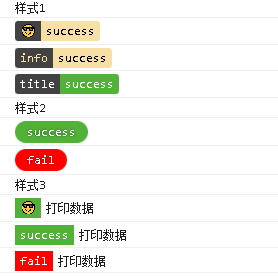 样式1
😎 success
info success
title success
样式2
success
fail
样式3
😎 打印数据
success 打印数据
fail 打印数据